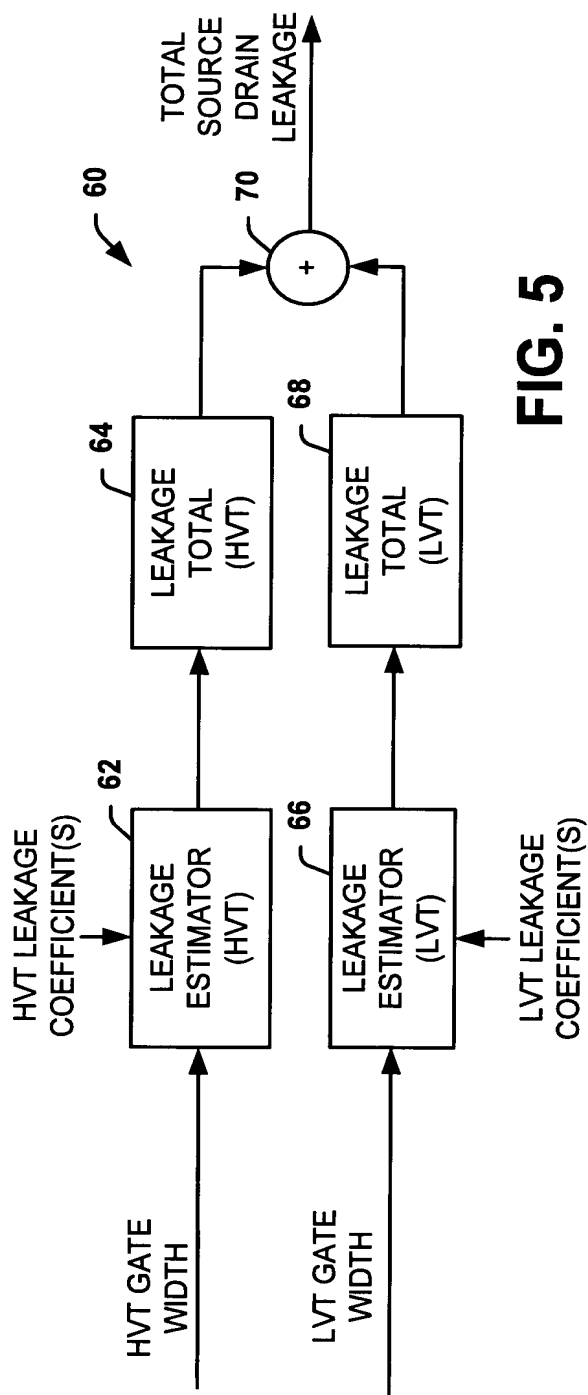 60
HVT LEAKAGE
COEFFICIENT(S)
HVT GATE
WIDTH
62
LEAKAGE
ESTIMATOR
(HVT)
64
LEAKAGE
TOTAL
(HVT)
70
+
TOTAL
SOURCE
DRAIN
LEAKAGE
LVT GATE
WIDTH
66
LEAKAGE
ESTIMATOR
(LVT)
68
LEAKAGE
TOTAL
(LVT)
LVT LEAKAGE
COEFFICIENT(S)
FIG. 5